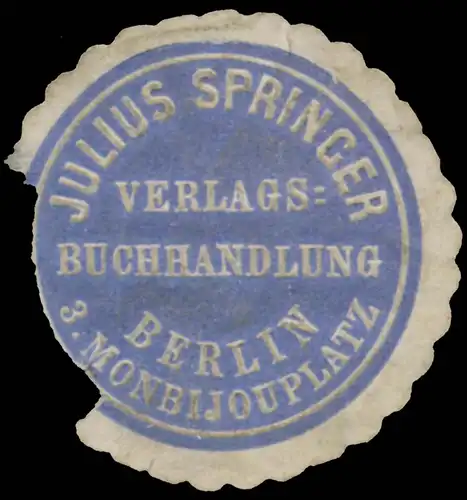 JULIUS SPRINGER
VERLAGS=
BUCHHANDLUNG
BERLIN
3. MONBIJOUPLATZ